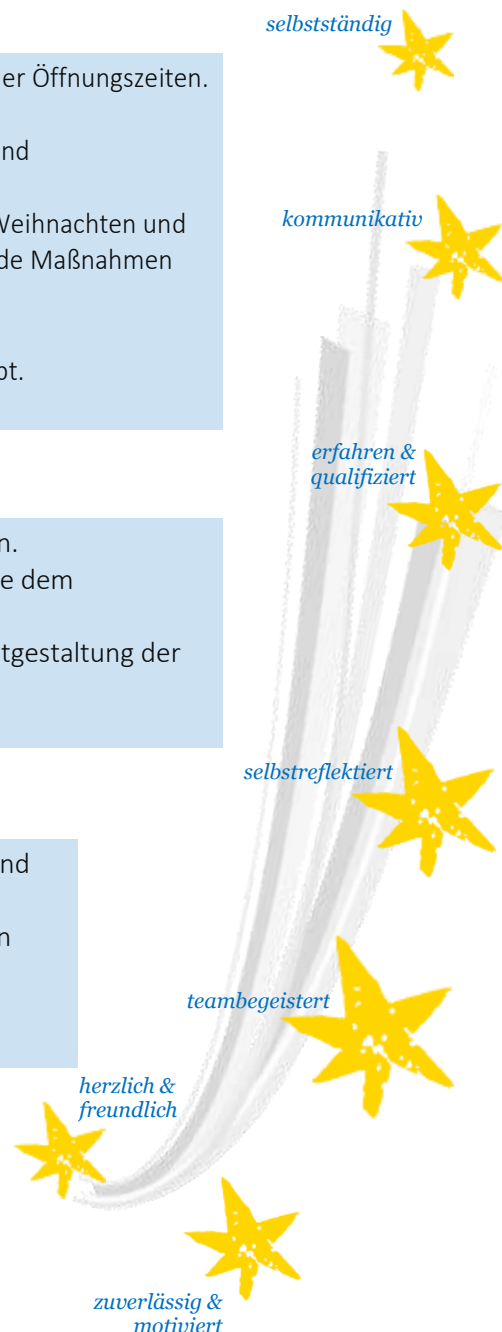 selbstständig
er Öffnungszeiten.
nd
kommunikativ
Weihnachten und
de Maßnahmen
ot.
erfahren &
qualifiziert
n.
e dem
tgestaltung der
selbstreflektiert
nd
n
teambegeistert
herzlich &
freundlich
zuverlässig &
motiviert